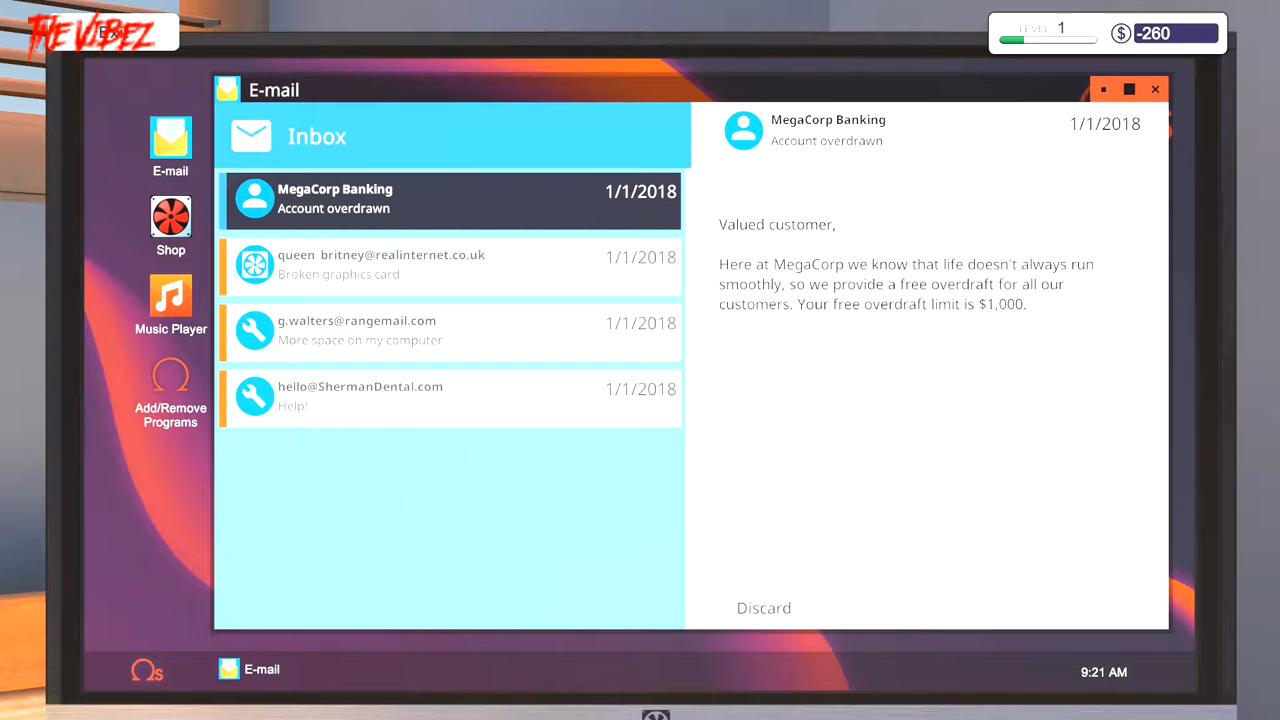 THE VIBEZ
LEVEL 1
$ -260
E-mail
Inbox
MegaCorp Banking
1/1/2018
Account overdrawn
queen britney@realinternet.co.uk
1/1/2018
Broken graphics card
g.walters@rangemail.com
1/1/2018
More space on my computer
hello@ShermanDental.com
1/1/2018
Help!
MegaCorp Banking
1/1/2018
Account overdrawn
Valued customer,
Here at MegaCorp we know that life doesn't always run
smoothly, so we provide a free overdraft for all our
customers. Your free overdraft limit is $1,000.
Discard
E-mail
Shop
Music Player
Add/Remove
Programs
Ωs
E-mail
9:21 AM